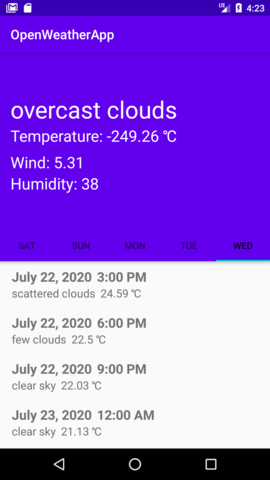 4:23
OpenWeatherApp
overcast clouds
Temperature: -249.26 ℃
Wind: 5.31
Humidity: 38
SAT SUN MON TUE WED
July 22, 2020 3:00 PM
scattered clouds 24.59 ℃
July 22, 2020 6:00 PM
few clouds 22.5 ℃
July 22, 2020 9:00 PM
clear sky 22.03 ℃
July 23, 2020 12:00 AM
clear sky 21.13 ℃